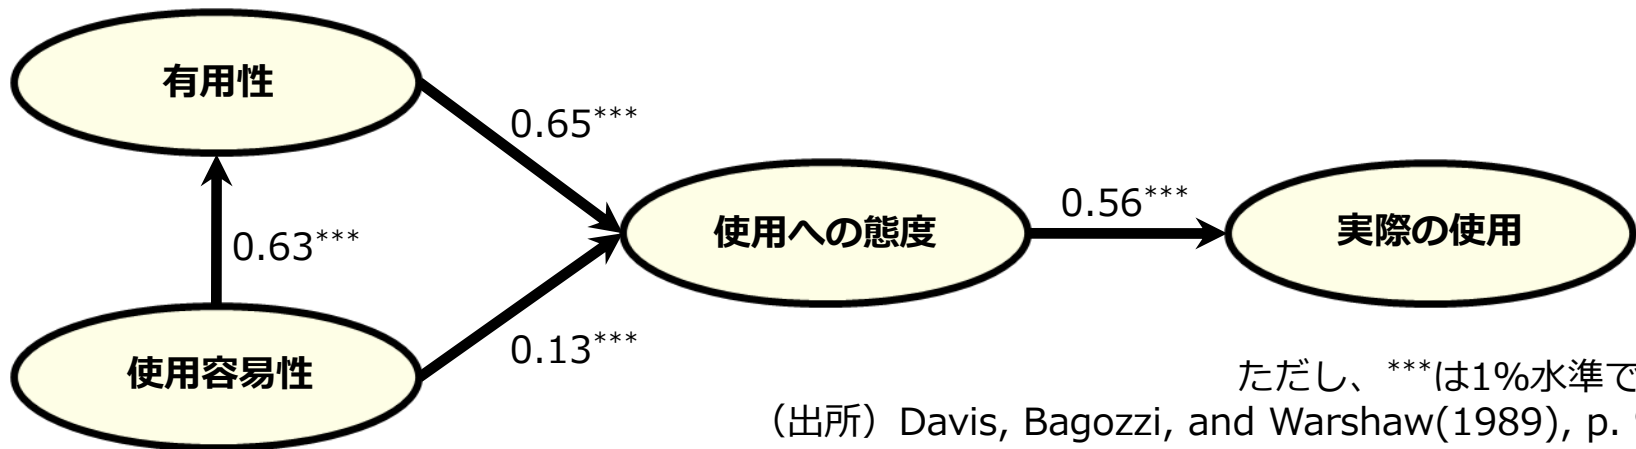 有用性
0.65***
0.63***
使用への態度
0.56***
実際の使用
使用容易性
0.13***
ただし、***は1%水準で
（出所）Davis, Bagozzi, and Warshaw(1989), p.